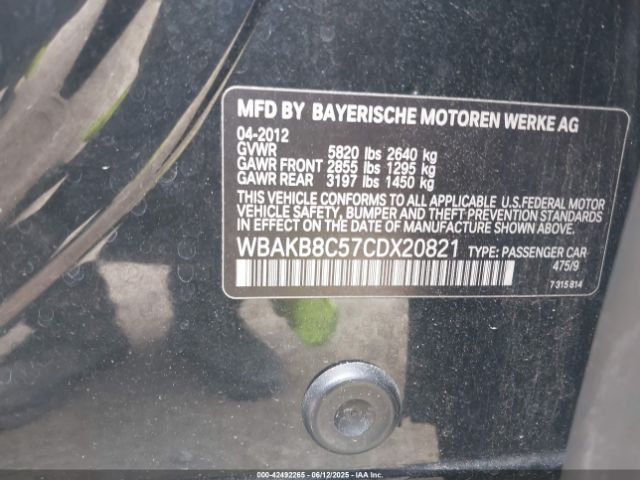 MFD BY BAYERISCHE MOTOREN WERKE AG
04-2012
GVWR 5820 lbs 2640 kg
GAWR FRONT 2855 lbs 1295 kg
GAWR REAR 3197 lbs 1450 kg
THIS VEHICLE CONFORMS TO ALL APPLICABLE U.S.FEDERAL MOTOR
VEHICLE SAFETY, BUMPER AND THEFT PREVENTION STANDARDS
IN EFFECT ON THE DATE OF MANUFACTURE SHOWN ABOVE.
WBAKB8C57CDX20821 TYPE: PASSENGER CAR
475/9
7 315 814
000-42492265 - 06/12/2025 - IAA Inc.